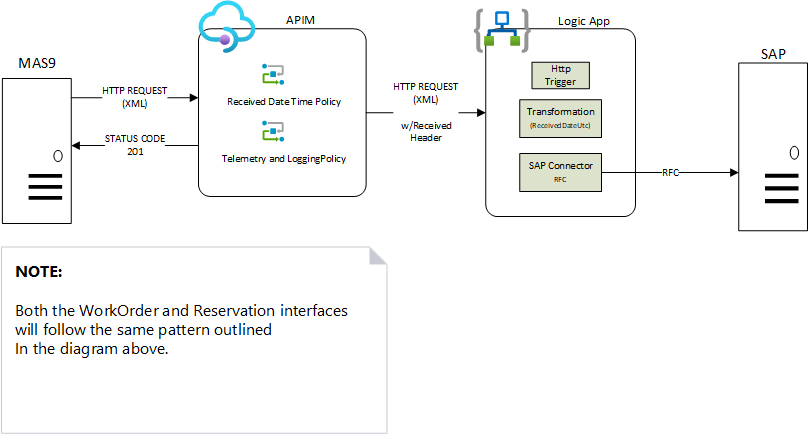 MAS9
HTTP REQUEST
(XML)
STATUS CODE
201
APIM
Received Date Time Policy
Telemetry and LoggingPolicy
HTTP REQUEST
(XML)
w/Received
Header
Logic App
Http
Trigger
Transformation
(ReceivedDateUtc)
SAP Connector
RFC
RFC
SAP
NOTE:
Both the WorkOrder and Reservation interfaces
will follow the same pattern outlined
In the diagram above.